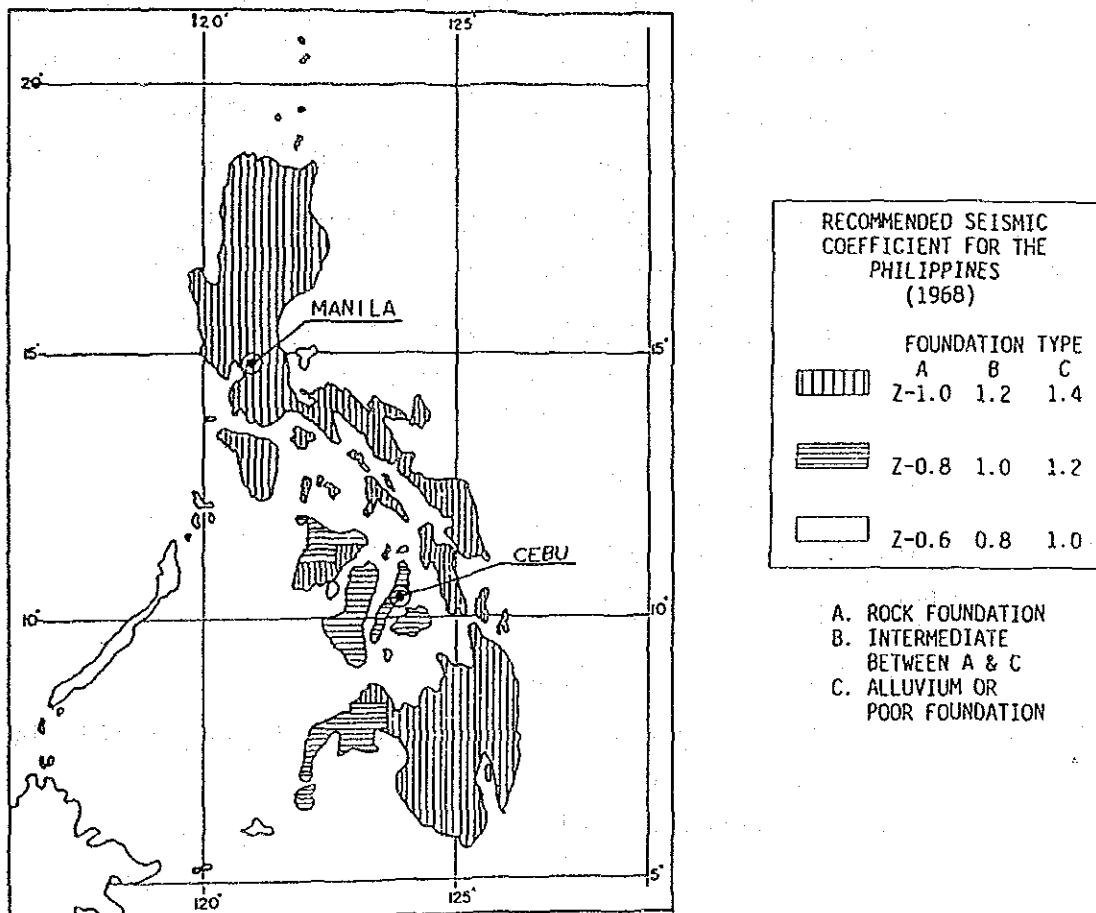 120°
125°
20°
MANILA
15°
15°
CEBU
10°
10°
5°
120°
125°
RECOMMENDED SEISMIC
COEFFICIENT FOR THE
PHILIPPINES
(1968)
FOUNDATION TYPE
A B C
Z-1.0 1.2 1.4
Z-0.8 1.0 1.2
Z-0.6 0.8 1.0
A. ROCK FOUNDATION
B. INTERMEDIATE
BETWEEN A & C
C. ALLUVIUM OR
POOR FOUNDATION